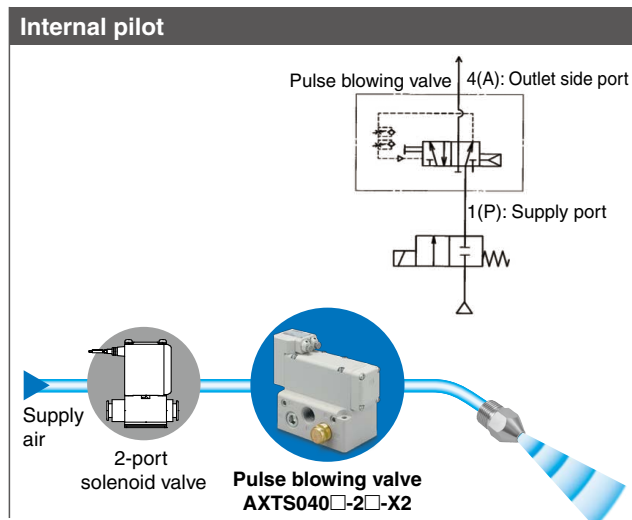 Internal pilot
Pulse blowing valve
4(A): Outlet side port
1(P): Supply port
Supply
air
2-port
solenoid valve
Pulse blowing valve
AXTS040□-2□-X2